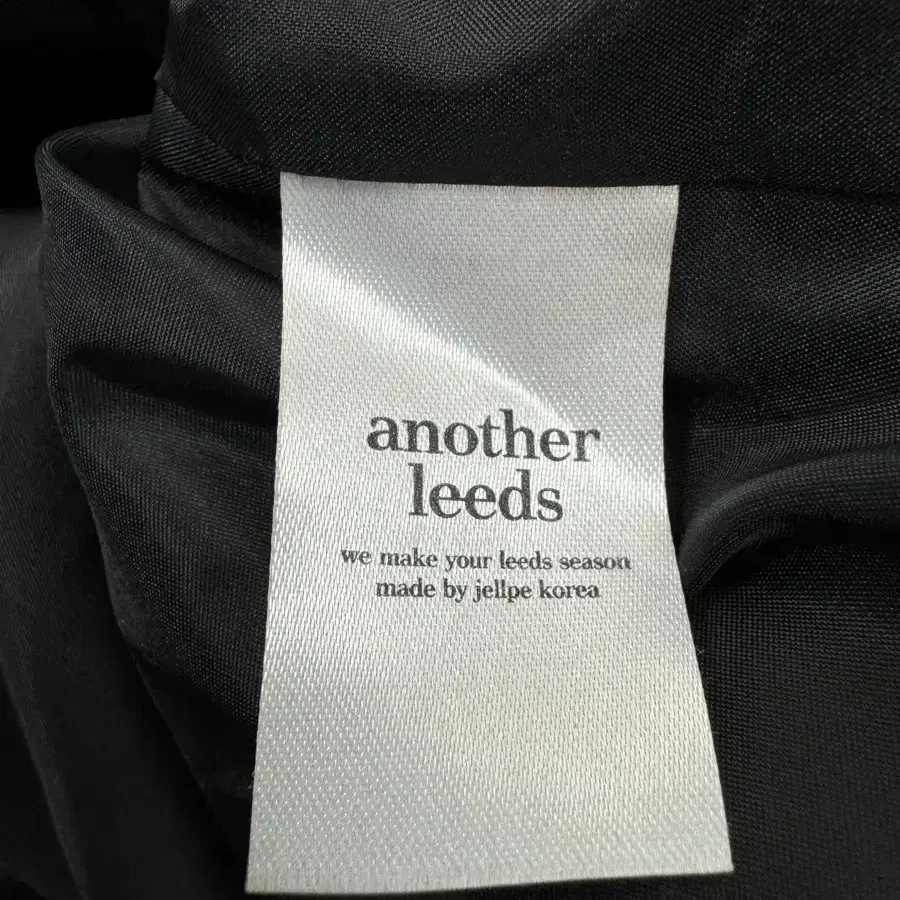 another
leeds
we make your leeds season
made by jellpe korea